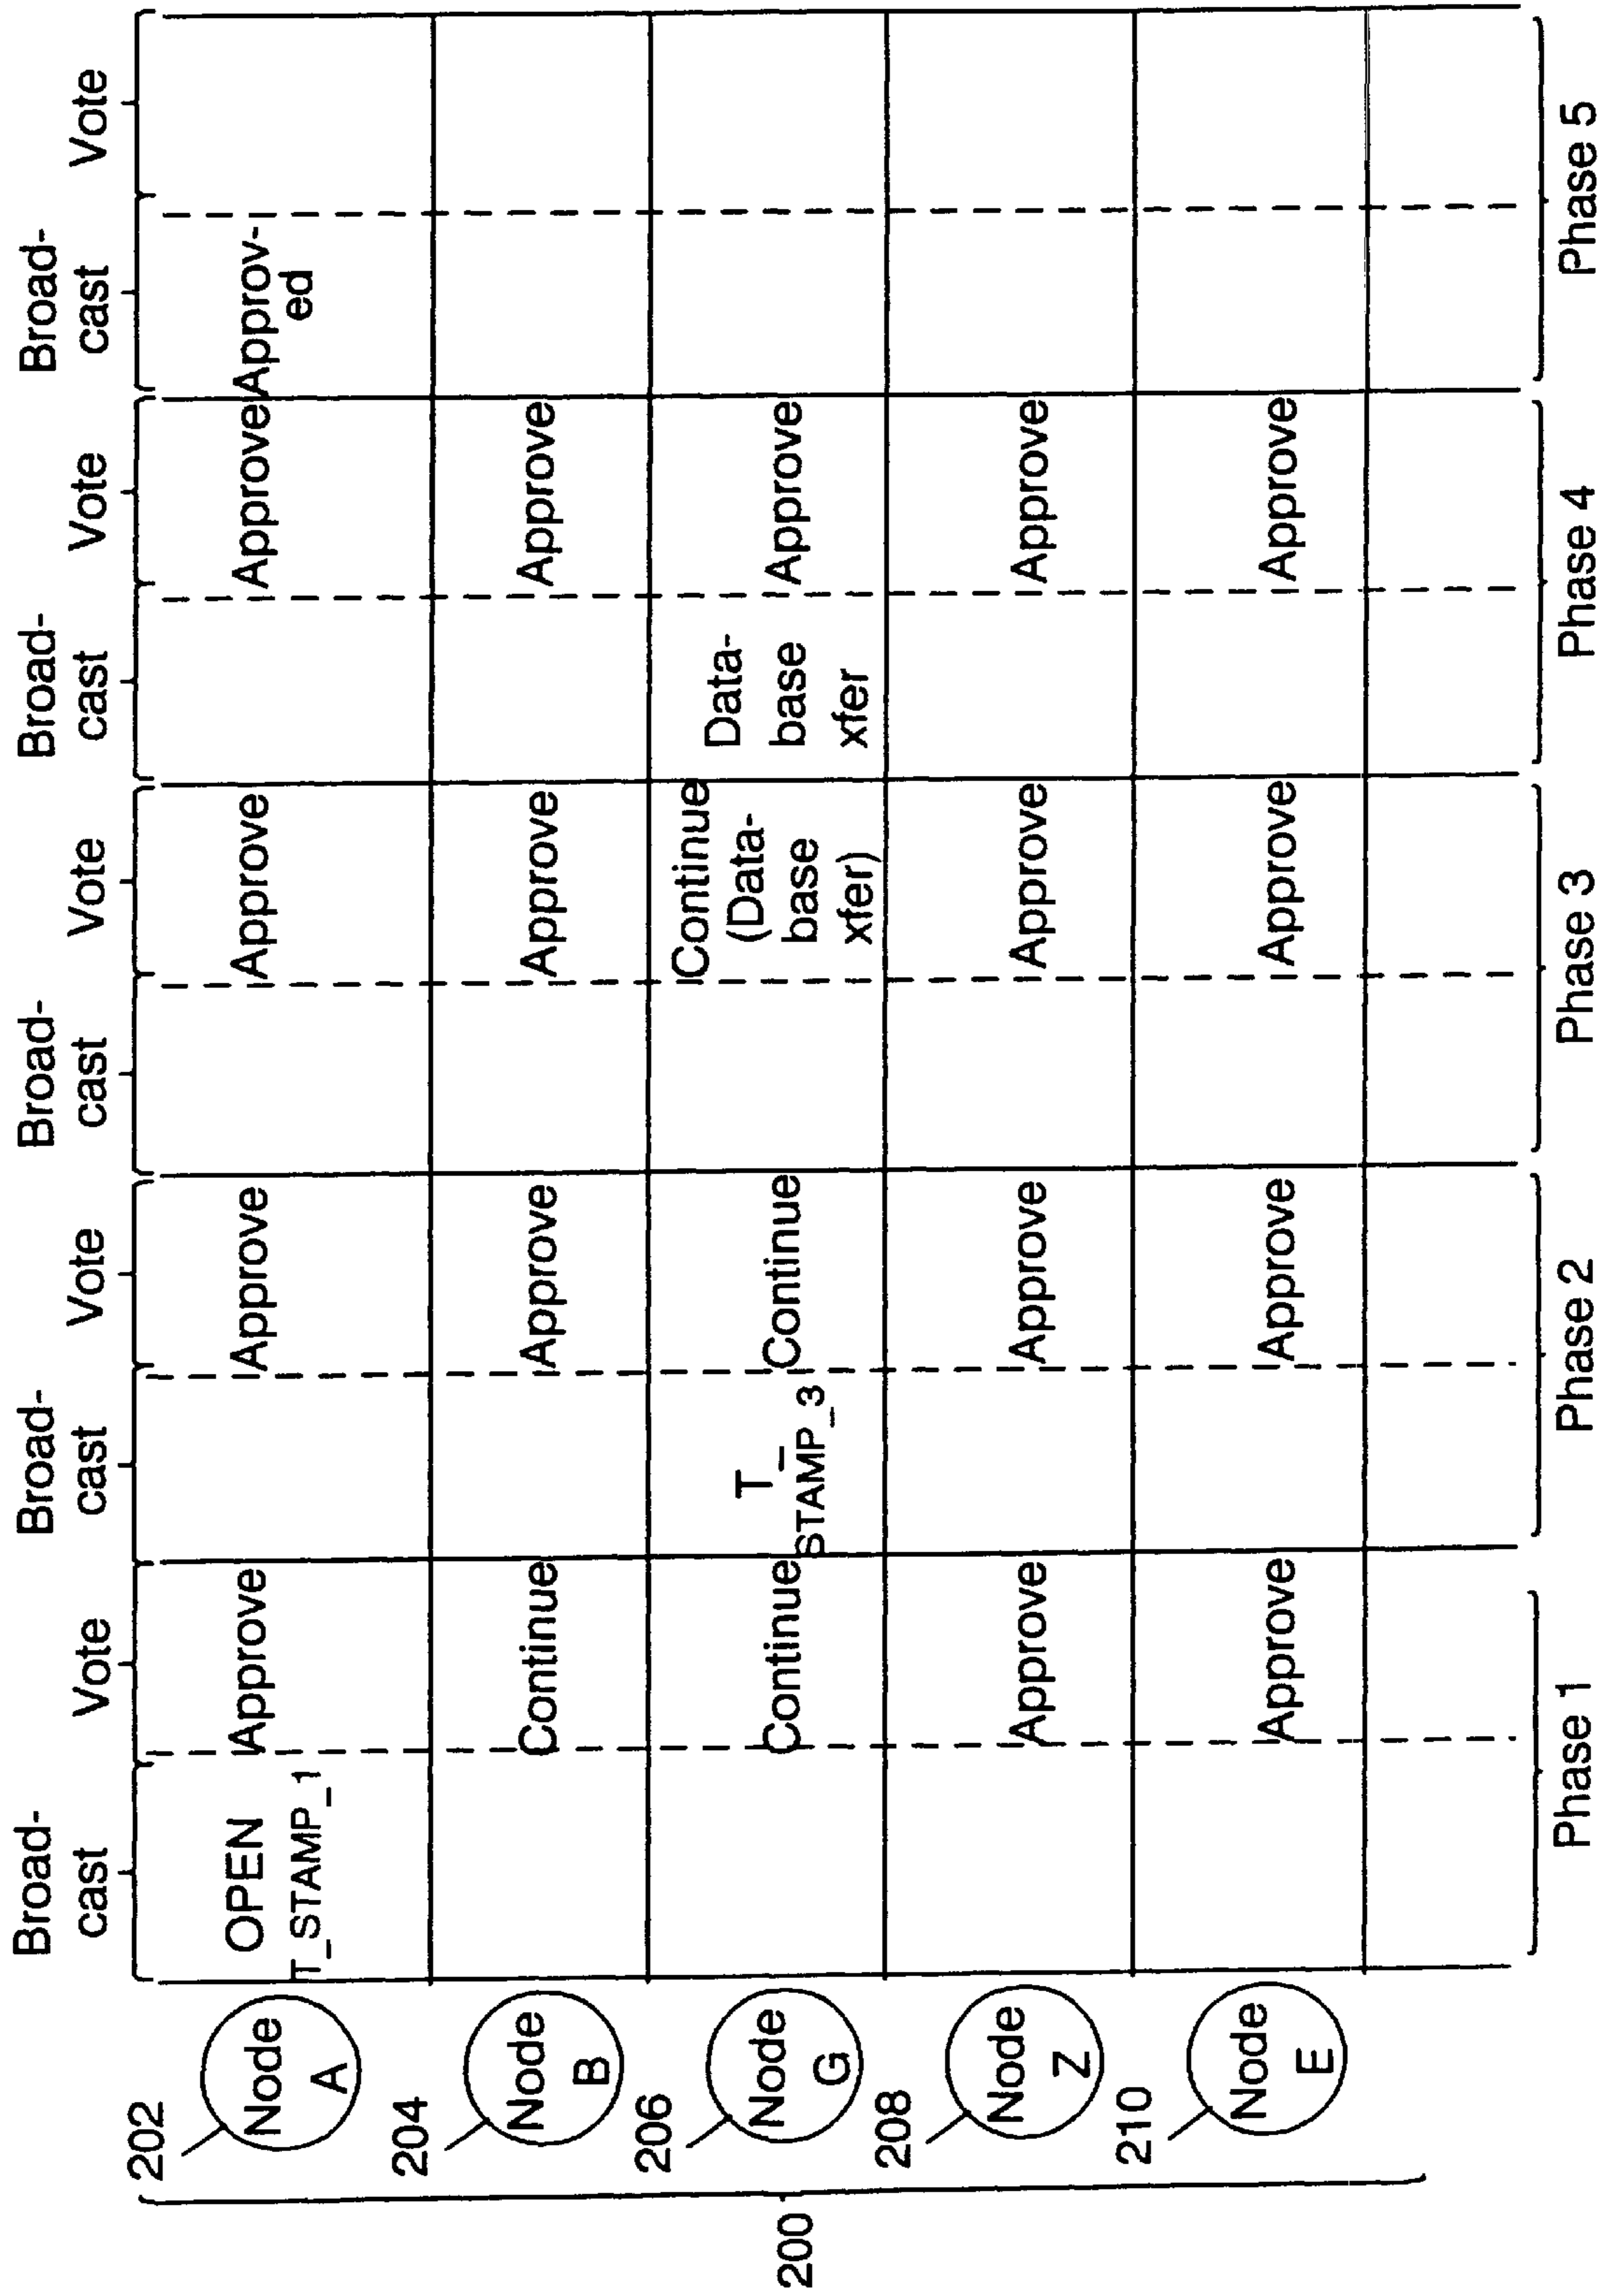 Broad-
cast
Vote
Broad-
cast
Vote
Broad-
cast
Vote
Broad-
cast
Vote
Broad-
cast
Vote
202
Node
A
OPEN
T_STAMP_1
Approve
Approve
Approve
Approve
Approv-
ed
204
Node
B
Continue
Approve
Approve
Approve
206
Node
G
Continue
T_
STAMP_3
Continue
Continue
(Data-
base
xfer)
Data-
base
xfer
Approve
208
Node
Z
Approve
Approve
Approve
Approve
210
Node
E
Approve
Approve
Approve
Approve
200
Phase 1
Phase 2
Phase 3
Phase 4
Phase 5